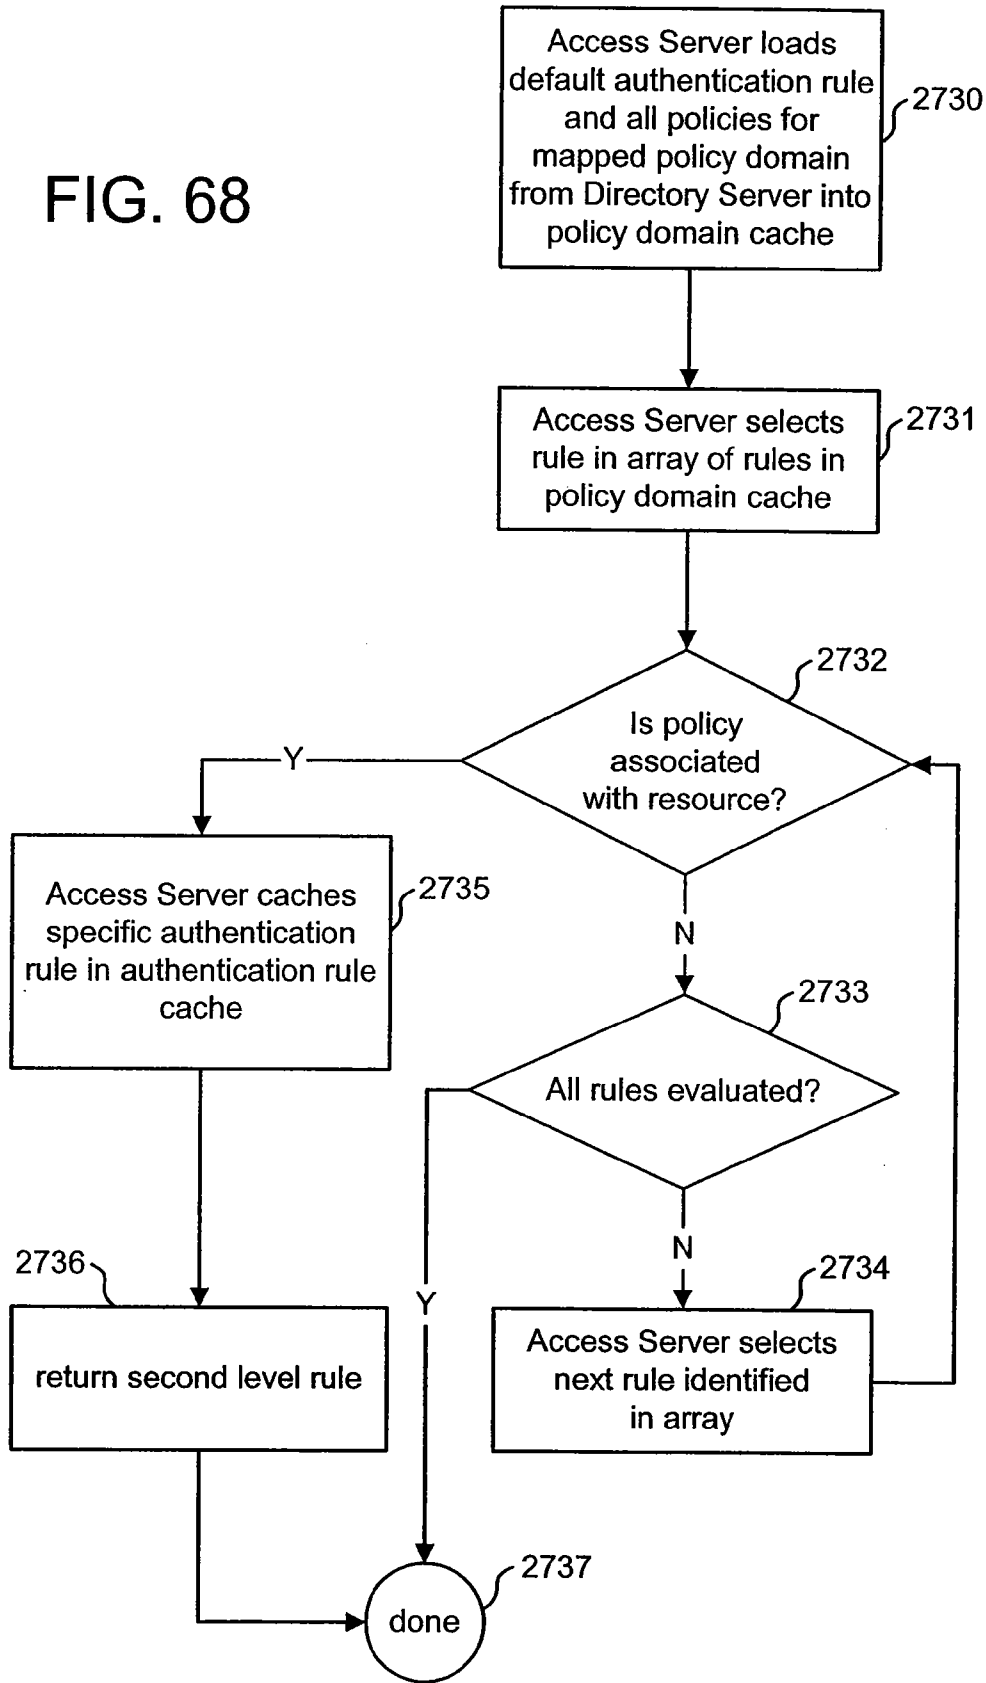 FIG. 68
Access Server loads
default authentication rule
and all policies for
mapped policy domain
from Directory Server into
policy domain cache
2730
Access Server selects
rule in array of rules in
policy domain cache
2731
Is policy
associated
with resource?
2732
Y
N
Access Server caches
specific authentication
rule in authentication rule
cache
2735
All rules evaluated?
2733
Y
N
return second level rule
2736
Access Server selects
next rule identified
in array
2734
done
2737